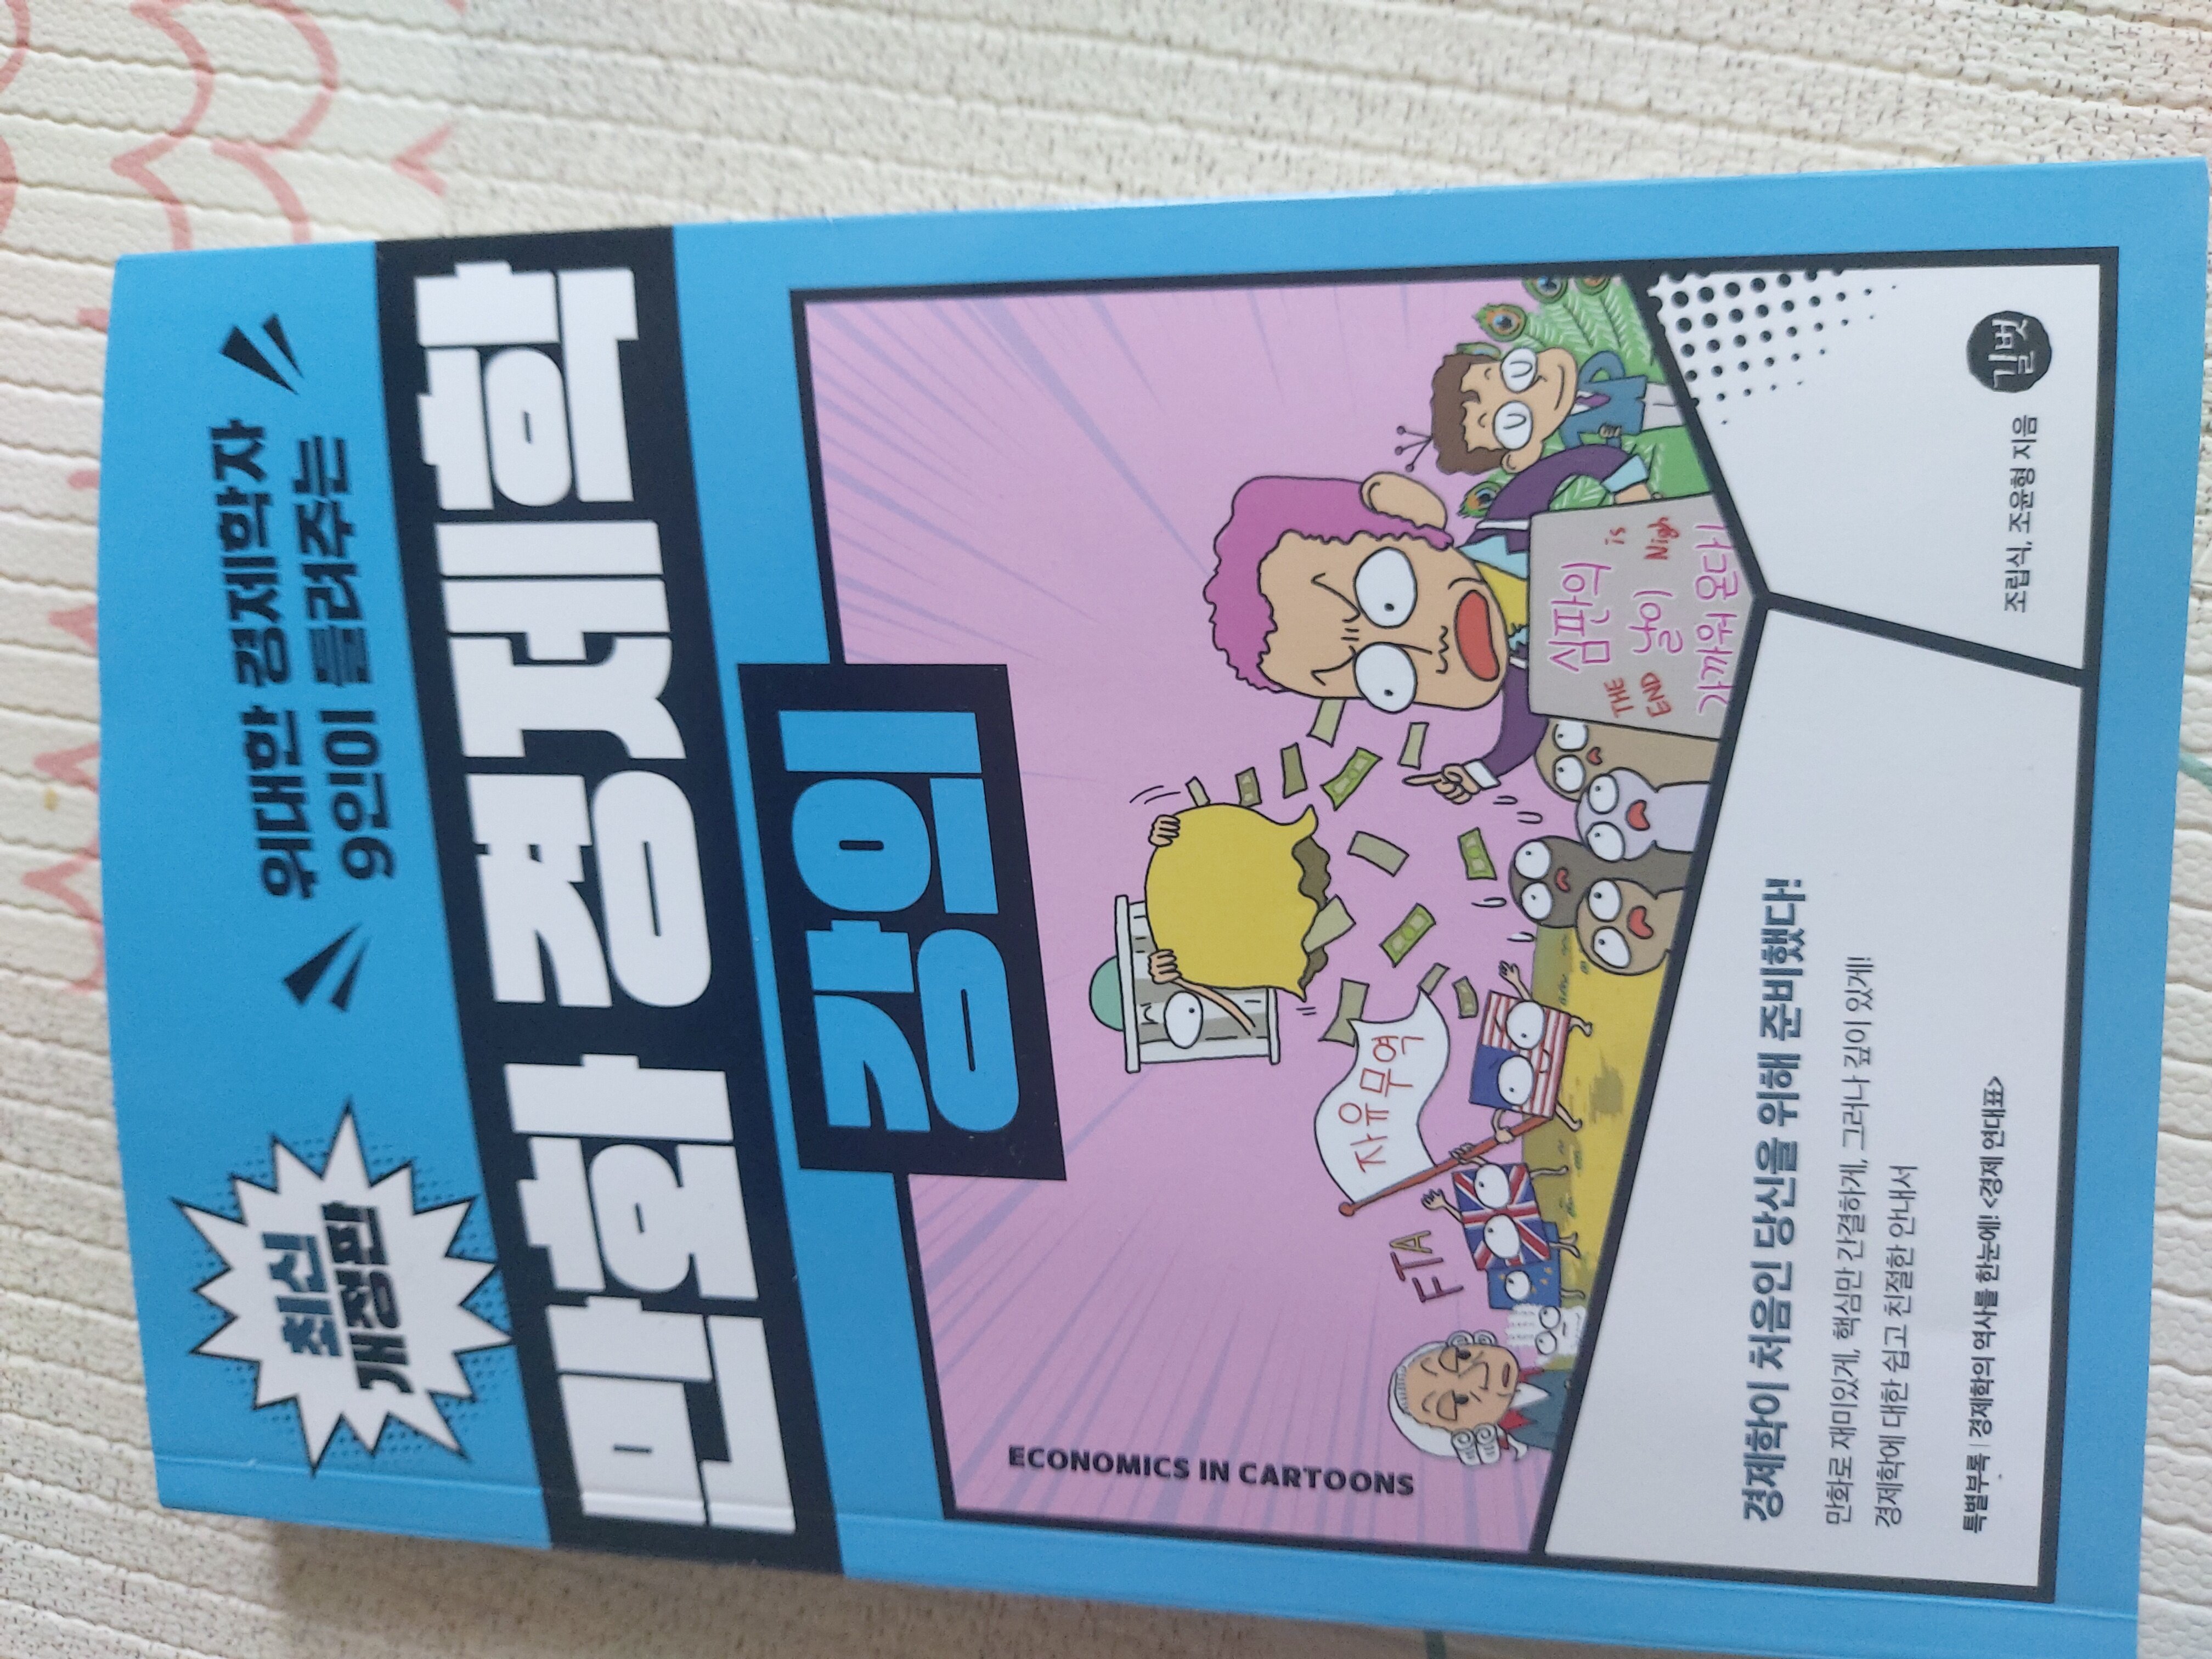 최신
개정판
위대한 경제학자
9인이 들려주는
만화 경제학
강의
ECONOMICS IN CARTOONS
FTA
자유무역
심판의
THE is
END 날이 Nigh
가까워 온다!
경제학이 처음인 당신을 위해 준비했다!
만화로 재미있게, 핵심만 간결하게, 그러나 깊이 있게!
경제학에 대한 쉽고 친절한 안내서
특별부록 | 경제학의 역사를 한눈에! <경제 연대표>
조립식, 조윤형 지음
길벗